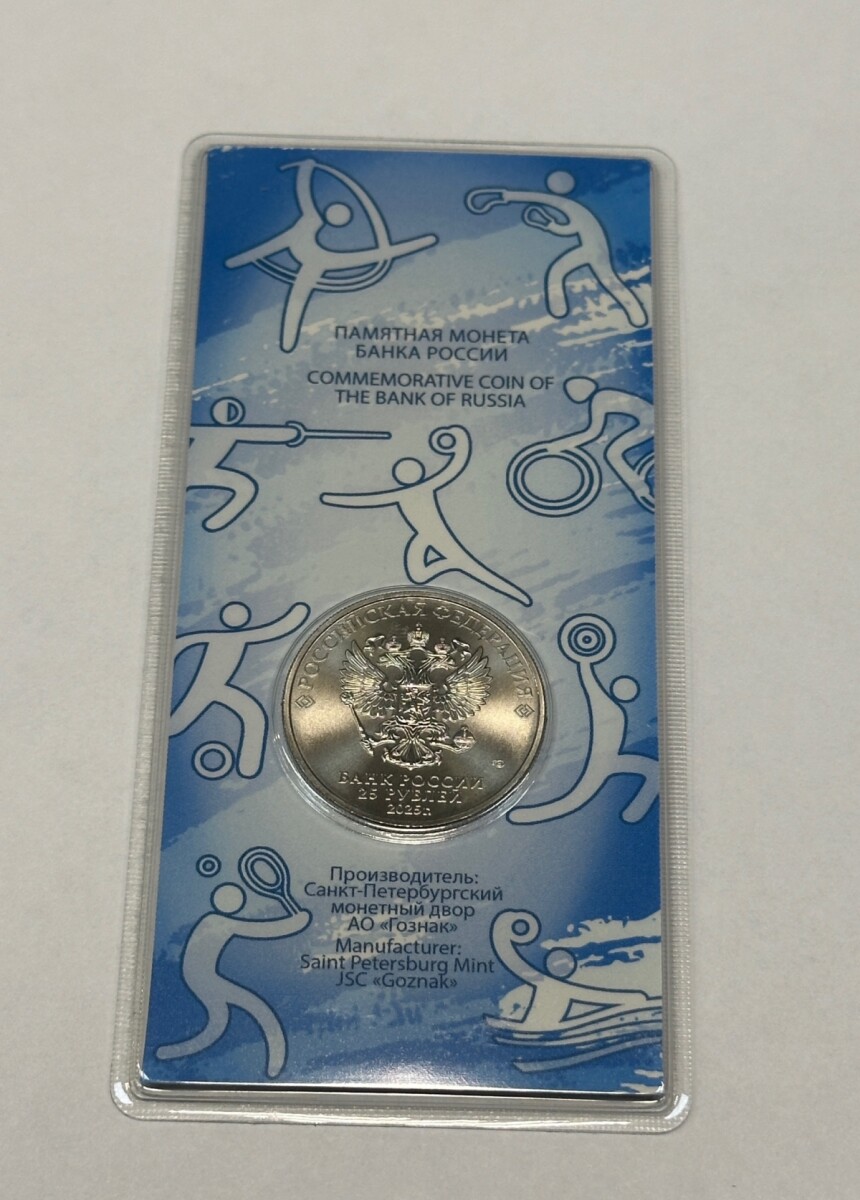 ПАМЯТНАЯ МОНЕТА
БАНКА РОССИИ
COMMEMORATIVE COIN OF
THE BANK OF RUSSIA
РОССИЙСКАЯ ФЕДЕРАЦИЯ
БАНК РОССИИ
25 РУБЛЕЙ
2025 г.
Производитель:
Санкт-Петербургский
монетный двор
АО «Гознак»
Manufacturer:
Saint Petersburg Mint
JSC «Goznak»